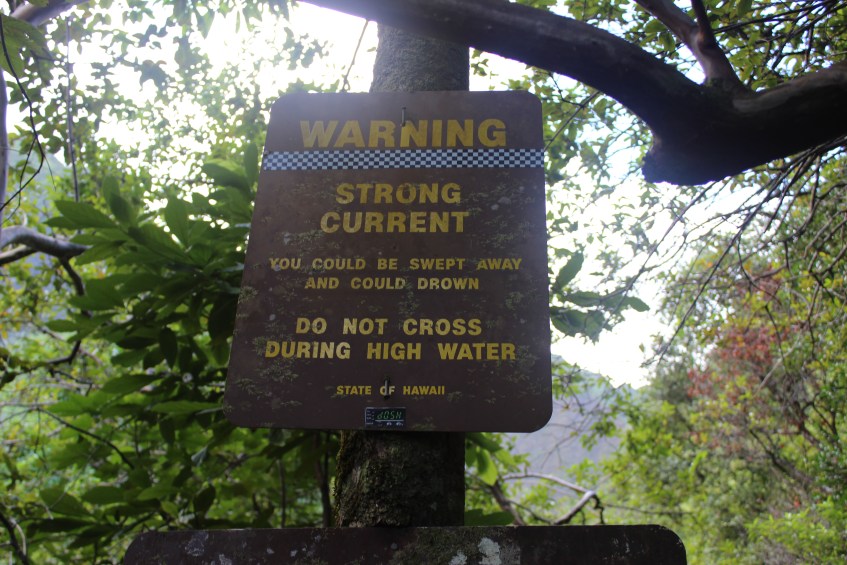 WARNING
STRONG
CURRENT
YOU COULD BE SWEPT AWAY
AND COULD DROWN
DO NOT CROSS
DURING HIGH WATER
STATE OF HAWAII